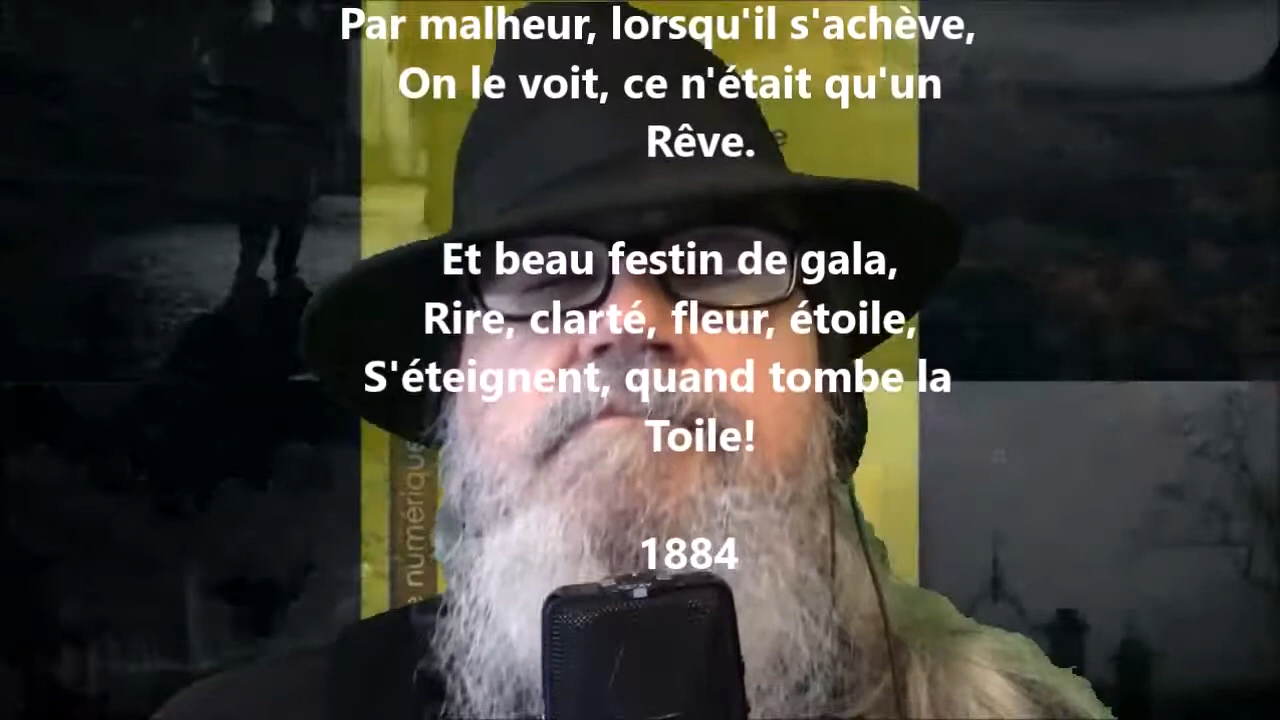 Par malheur, lorsqu'il s'achève,
On le voit, ce n'était qu'un
Rêve.
Et beau festin de gala,
Rire, clarté, fleur, étoile,
S'éteignent, quand tombe la
Toile!
1884
numérique